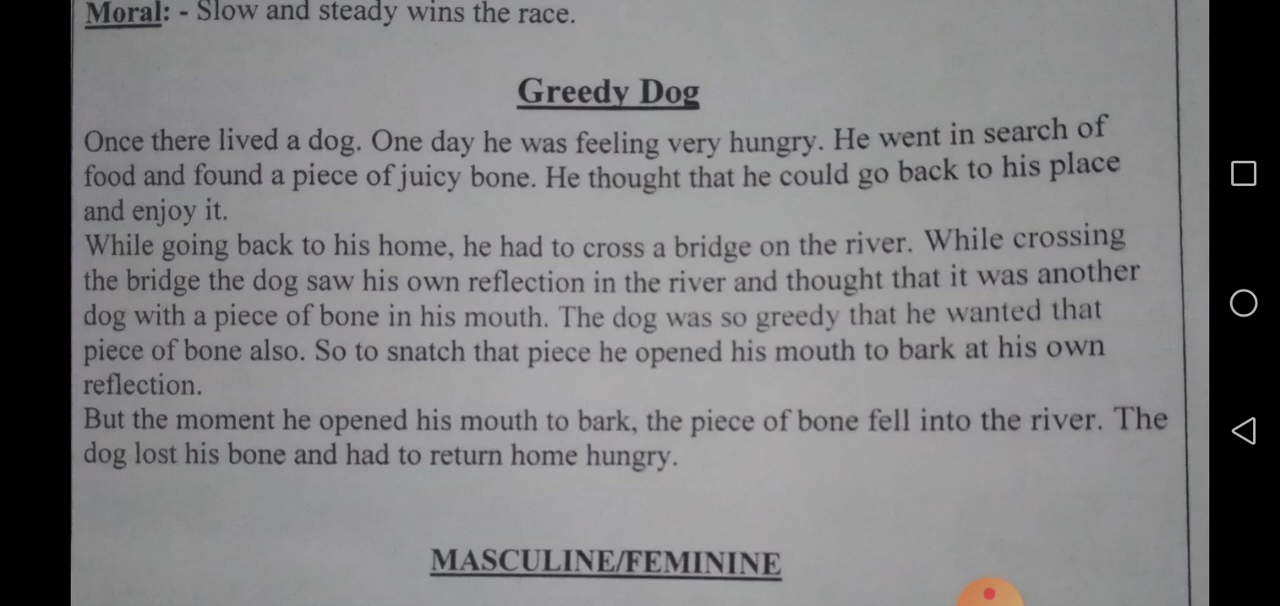 Moral: - Slow and steady wins the race.
Greedy Dog
Once there lived a dog. One day he was feeling very hungry. He went in search of
food and found a piece of juicy bone. He thought that he could go back to his place
and enjoy it.
While going back to his home, he had to cross a bridge on the river. While crossing
the bridge the dog saw his own reflection in the river and thought that it was another
dog with a piece of bone in his mouth. The dog was so greedy that he wanted that
piece of bone also. So to snatch that piece he opened his mouth to bark at his own
reflection.
But the moment he opened his mouth to bark, the piece of bone fell into the river. The
dog lost his bone and had to return home hungry.
MASCULINE/FEMININE